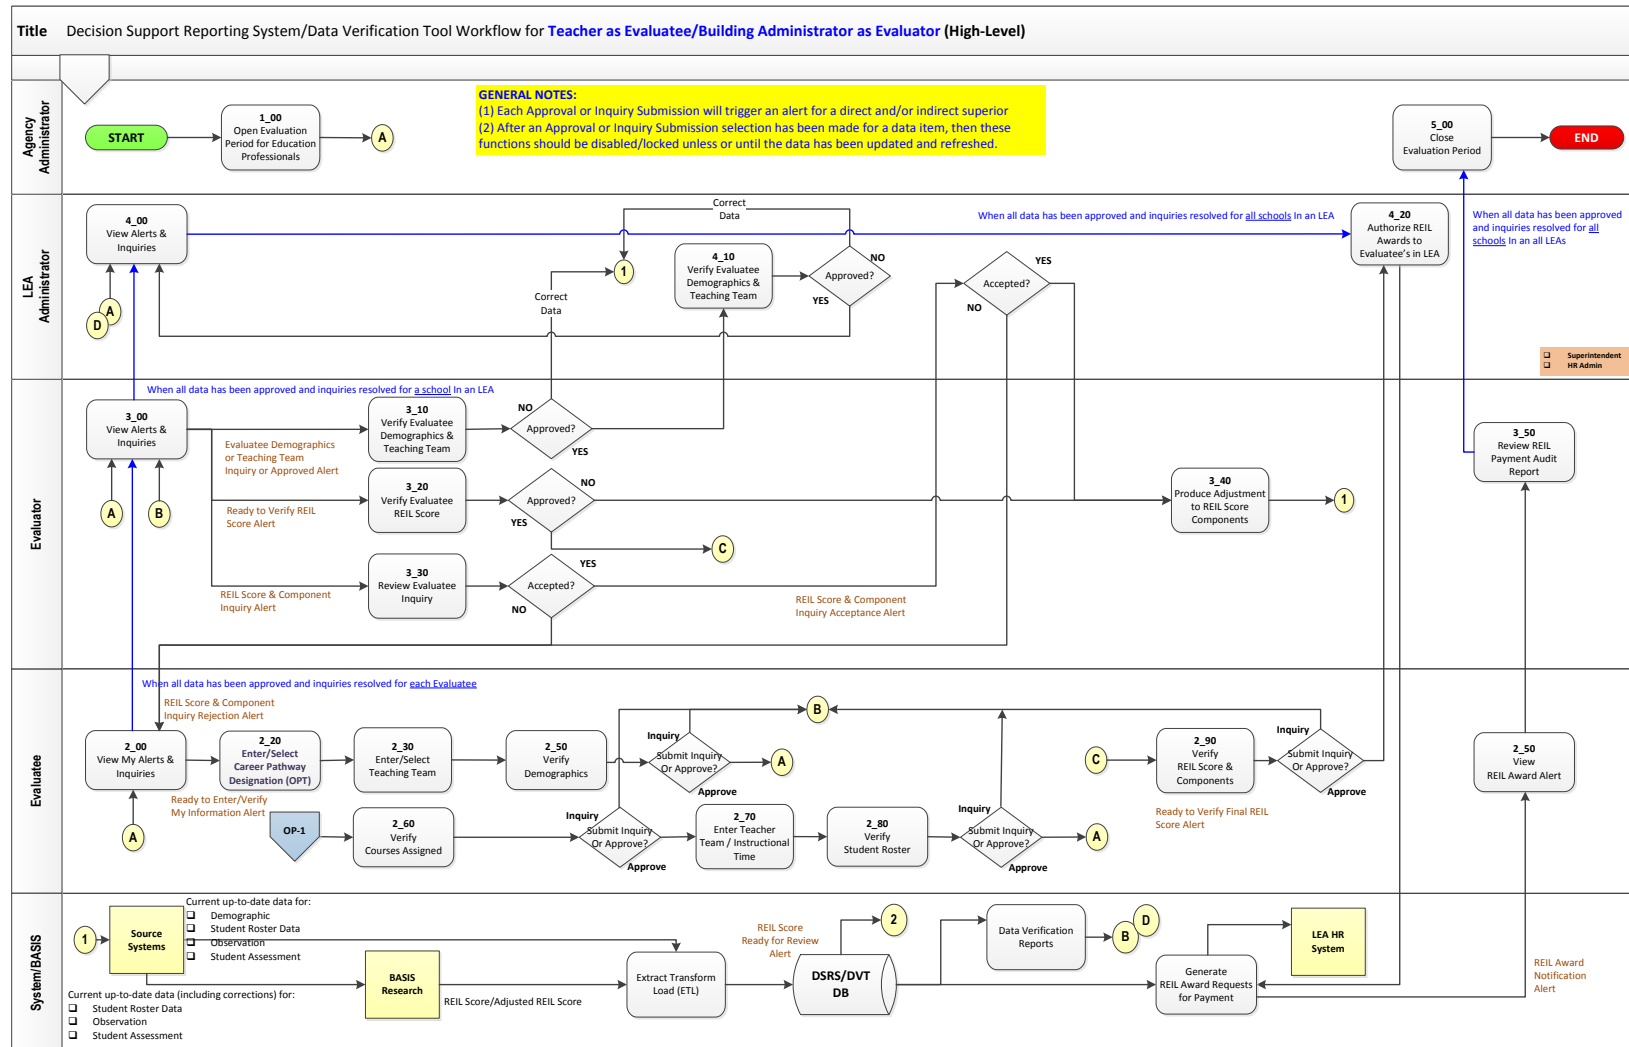 Title
Decision Support Reporting System/Data Verification Tool Workflow for Teacher as Evaluatee/Building Administrator as Evaluator (High-Level)
Agency
Administrator
START
1_00
Open Evaluation
Period for Education
Professionals
A
GENERAL NOTES:
(1) Each Approval or Inquiry Submission will trigger an alert for a direct and/or indirect superior
(2) After an Approval or Inquiry Submission selection has been made for a data item, then these
functions should be disabled/locked unless or until the data has been updated and refreshed.
5_00
Close
Evaluation Period
END
LEA
Administrator
4_00
View Alerts &
Inquiries
A
D
Correct
Data
1
Correct
Data
4_10
Verify Evaluatee
Demographics &
Teaching Team
Approved?
NO
YES
When all data has been approved and inquiries resolved for all schools In an LEA
Accepted?
YES
NO
4_20
Authorize REIL
Awards to
Evaluatee's in LEA
When all data has been approved
and inquiries resolved for all
schools In an all LEAs
❑ Superintendent
❑ HR Admin
Evaluator
When all data has been approved and inquiries resolved for a school In an LEA
3_00
View Alerts &
Inquiries
A
B
Evaluatee Demographics
or Teaching Team
Inquiry or Approved Alert
3_10
Verify Evaluatee
Demographics &
Teaching Team
NO
Approved?
YES
Ready to Verify REIL
Score Alert
3_20
Verify Evaluatee
REIL Score
NO
Approved?
YES
C
REIL Score & Component
Inquiry Alert
3_30
Review Evaluatee
Inquiry
YES
Accepted?
NO
REIL Score & Component
Inquiry Acceptance Alert
3_40
Produce Adjustment
to REIL Score
Components
1
3_50
Review REIL
Payment Audit
Report
Evaluatee
When all data has been approved and inquiries resolved for each Evaluatee
REIL Score & Component
Inquiry Rejection Alert
2_00
View My Alerts &
Inquiries
A
2_20
Enter/Select
Career Pathway
Designation (OPT)
Ready to Enter/Verify
My Information Alert
2_30
Enter/Select
Teaching Team
2_50
Verify
Demographics
Inquiry
Submit Inquiry
Or Approve?
Approve
A
B
OP-1
2_60
Verify
Courses Assigned
Inquiry
Submit Inquiry
Or Approve?
Approve
2_70
Enter Teacher
Team / Instructional
Time
2_80
Verify
Student Roster
Inquiry
Submit Inquiry
Or Approve?
Approve
A
C
2_90
Verify
REIL Score &
Components
Ready to Verify Final REIL
Score Alert
Inquiry
Submit Inquiry
Or Approve?
Approve
2_50
View
REIL Award Alert
System/BASIS
1
Source
Systems
Current up-to-date data for:
❑ Demographic
❑ Student Roster Data
❑ Observation
❑ Student Assessment
Current up-to-date data (including corrections) for:
❑ Student Roster Data
❑ Observation
❑ Student Assessment
BASIS
Research
REIL Score/Adjusted REIL Score
Extract Transform
Load (ETL)
REIL Score
Ready for Review
Alert
2
DSRS/DVT
DB
Data Verification
Reports
B
D
Generate
REIL Award Requests
for Payment
LEA HR
System
REIL Award
Notification
Alert